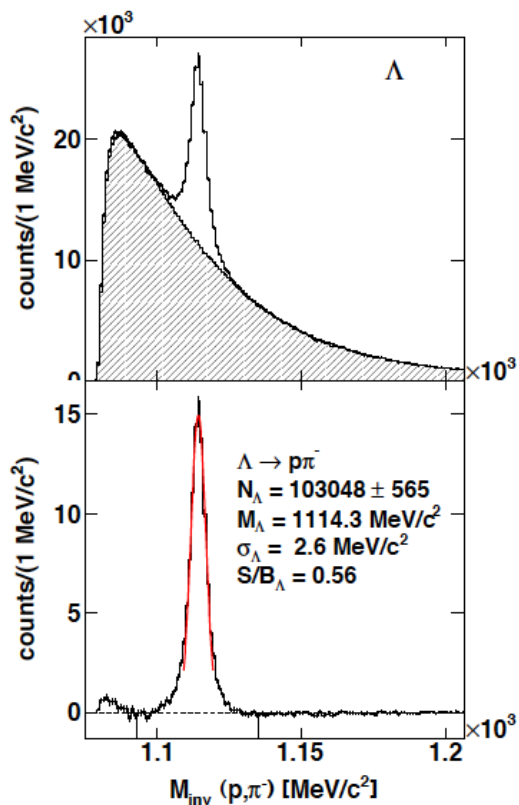 ×10³
Λ
counts/(1 MeV/c²)
20
10
0
×10³
15
Λ → pπ⁻
N_Λ = 103048 ± 565
M_Λ = 1114.3 MeV/c²
σ_Λ = 2.6 MeV/c²
S/B_Λ = 0.56
counts/(1 MeV/c²)
10
5
0
×10³
1.1
1.15
1.2
M_inv (p,π⁻) [MeV/c²]